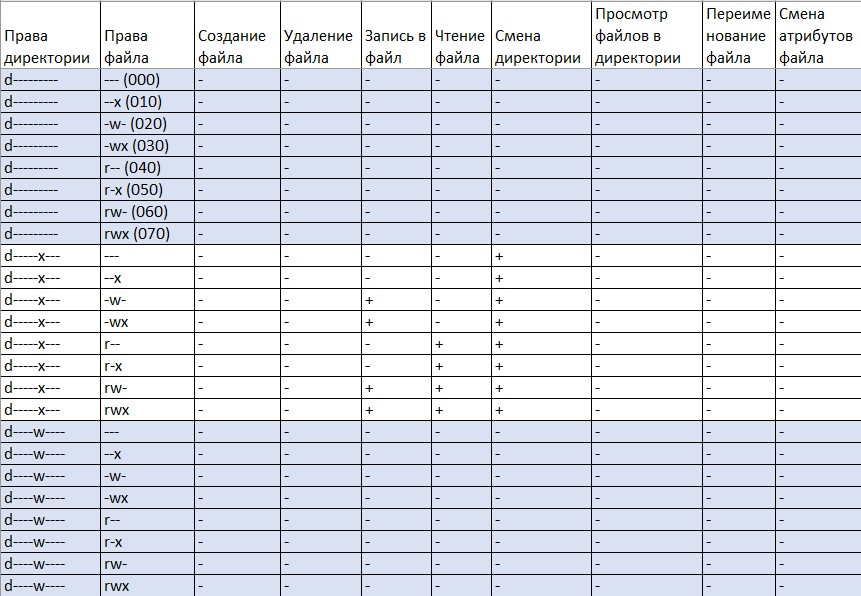 Права директории | Права файла | Создание файла | Удаление файла | Запись в файл | Чтение файла | Смена директории | Просмотр файлов в директории | Переименование файла | Смена атрибутов файла
d--------- | --- (000) | - | - | - | - | - | - | - | -
d--------- | --x (010) | - | - | - | - | - | - | - | -
d--------- | -w- (020) | - | - | - | - | - | - | - | -
d--------- | -wx (030) | - | - | - | - | - | - | - | -
d--------- | r-- (040) | - | - | - | - | - | - | - | -
d--------- | r-x (050) | - | - | - | - | - | - | - | -
d--------- | rw- (060) | - | - | - | - | - | - | - | -
d--------- | rwx (070) | - | - | - | - | - | - | - | -
d-----x--- | --- | - | - | - | - | + | - | - | -
d-----x--- | --x | - | - | - | - | + | - | - | -
d-----x--- | -w- | - | - | + | - | + | - | - | -
d-----x--- | -wx | - | - | + | - | + | - | - | -
d-----x--- | r-- | - | - | - | + | + | - | - | -
d-----x--- | r-x | - | - | - | + | + | - | - | -
d-----x--- | rw- | - | - | + | + | + | - | - | -
d-----x--- | rwx | - | - | + | + | + | - | - | -
d----w---- | --- | - | - | - | - | - | - | - | -
d----w---- | --x | - | - | - | - | - | - | - | -
d----w---- | -w- | - | - | - | - | - | - | - | -
d----w---- | -wx | - | - | - | - | - | - | - | -
d----w---- | r-- | - | - | - | - | - | - | - | -
d----w---- | r-x | - | - | - | - | - | - | - | -
d----w---- | rw- | - | - | - | - | - | - | - | -
d----w---- | rwx | - | - | - | - | - | - | - | -